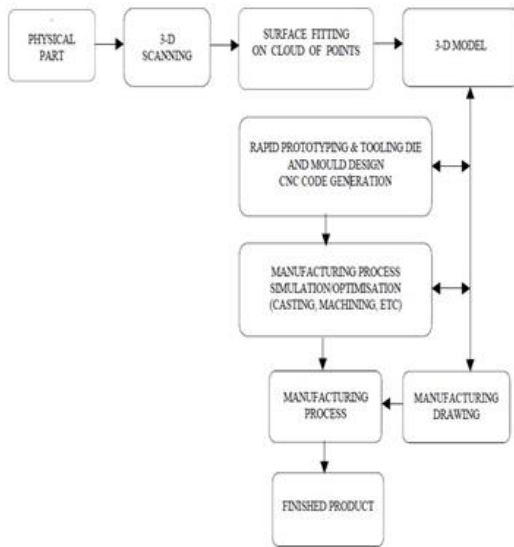 PHYSICAL
PART
3-D
SCANNING
SURFACE FITTING
ON CLOUD OF
POINTS
3-D MODEL
RAPID PROTOTYPING & TOOLING DIE
AND MOULD DESIGN
CNC CODE GENERATION
MANUFACTURING PROCESS
SIMULATION/OPTIMISATION
(CASTING, MACHINING, ETC)
MANUFACTURING
PROCESS
MANUFACTURING
DRAWING
FINISHED PRODUCT